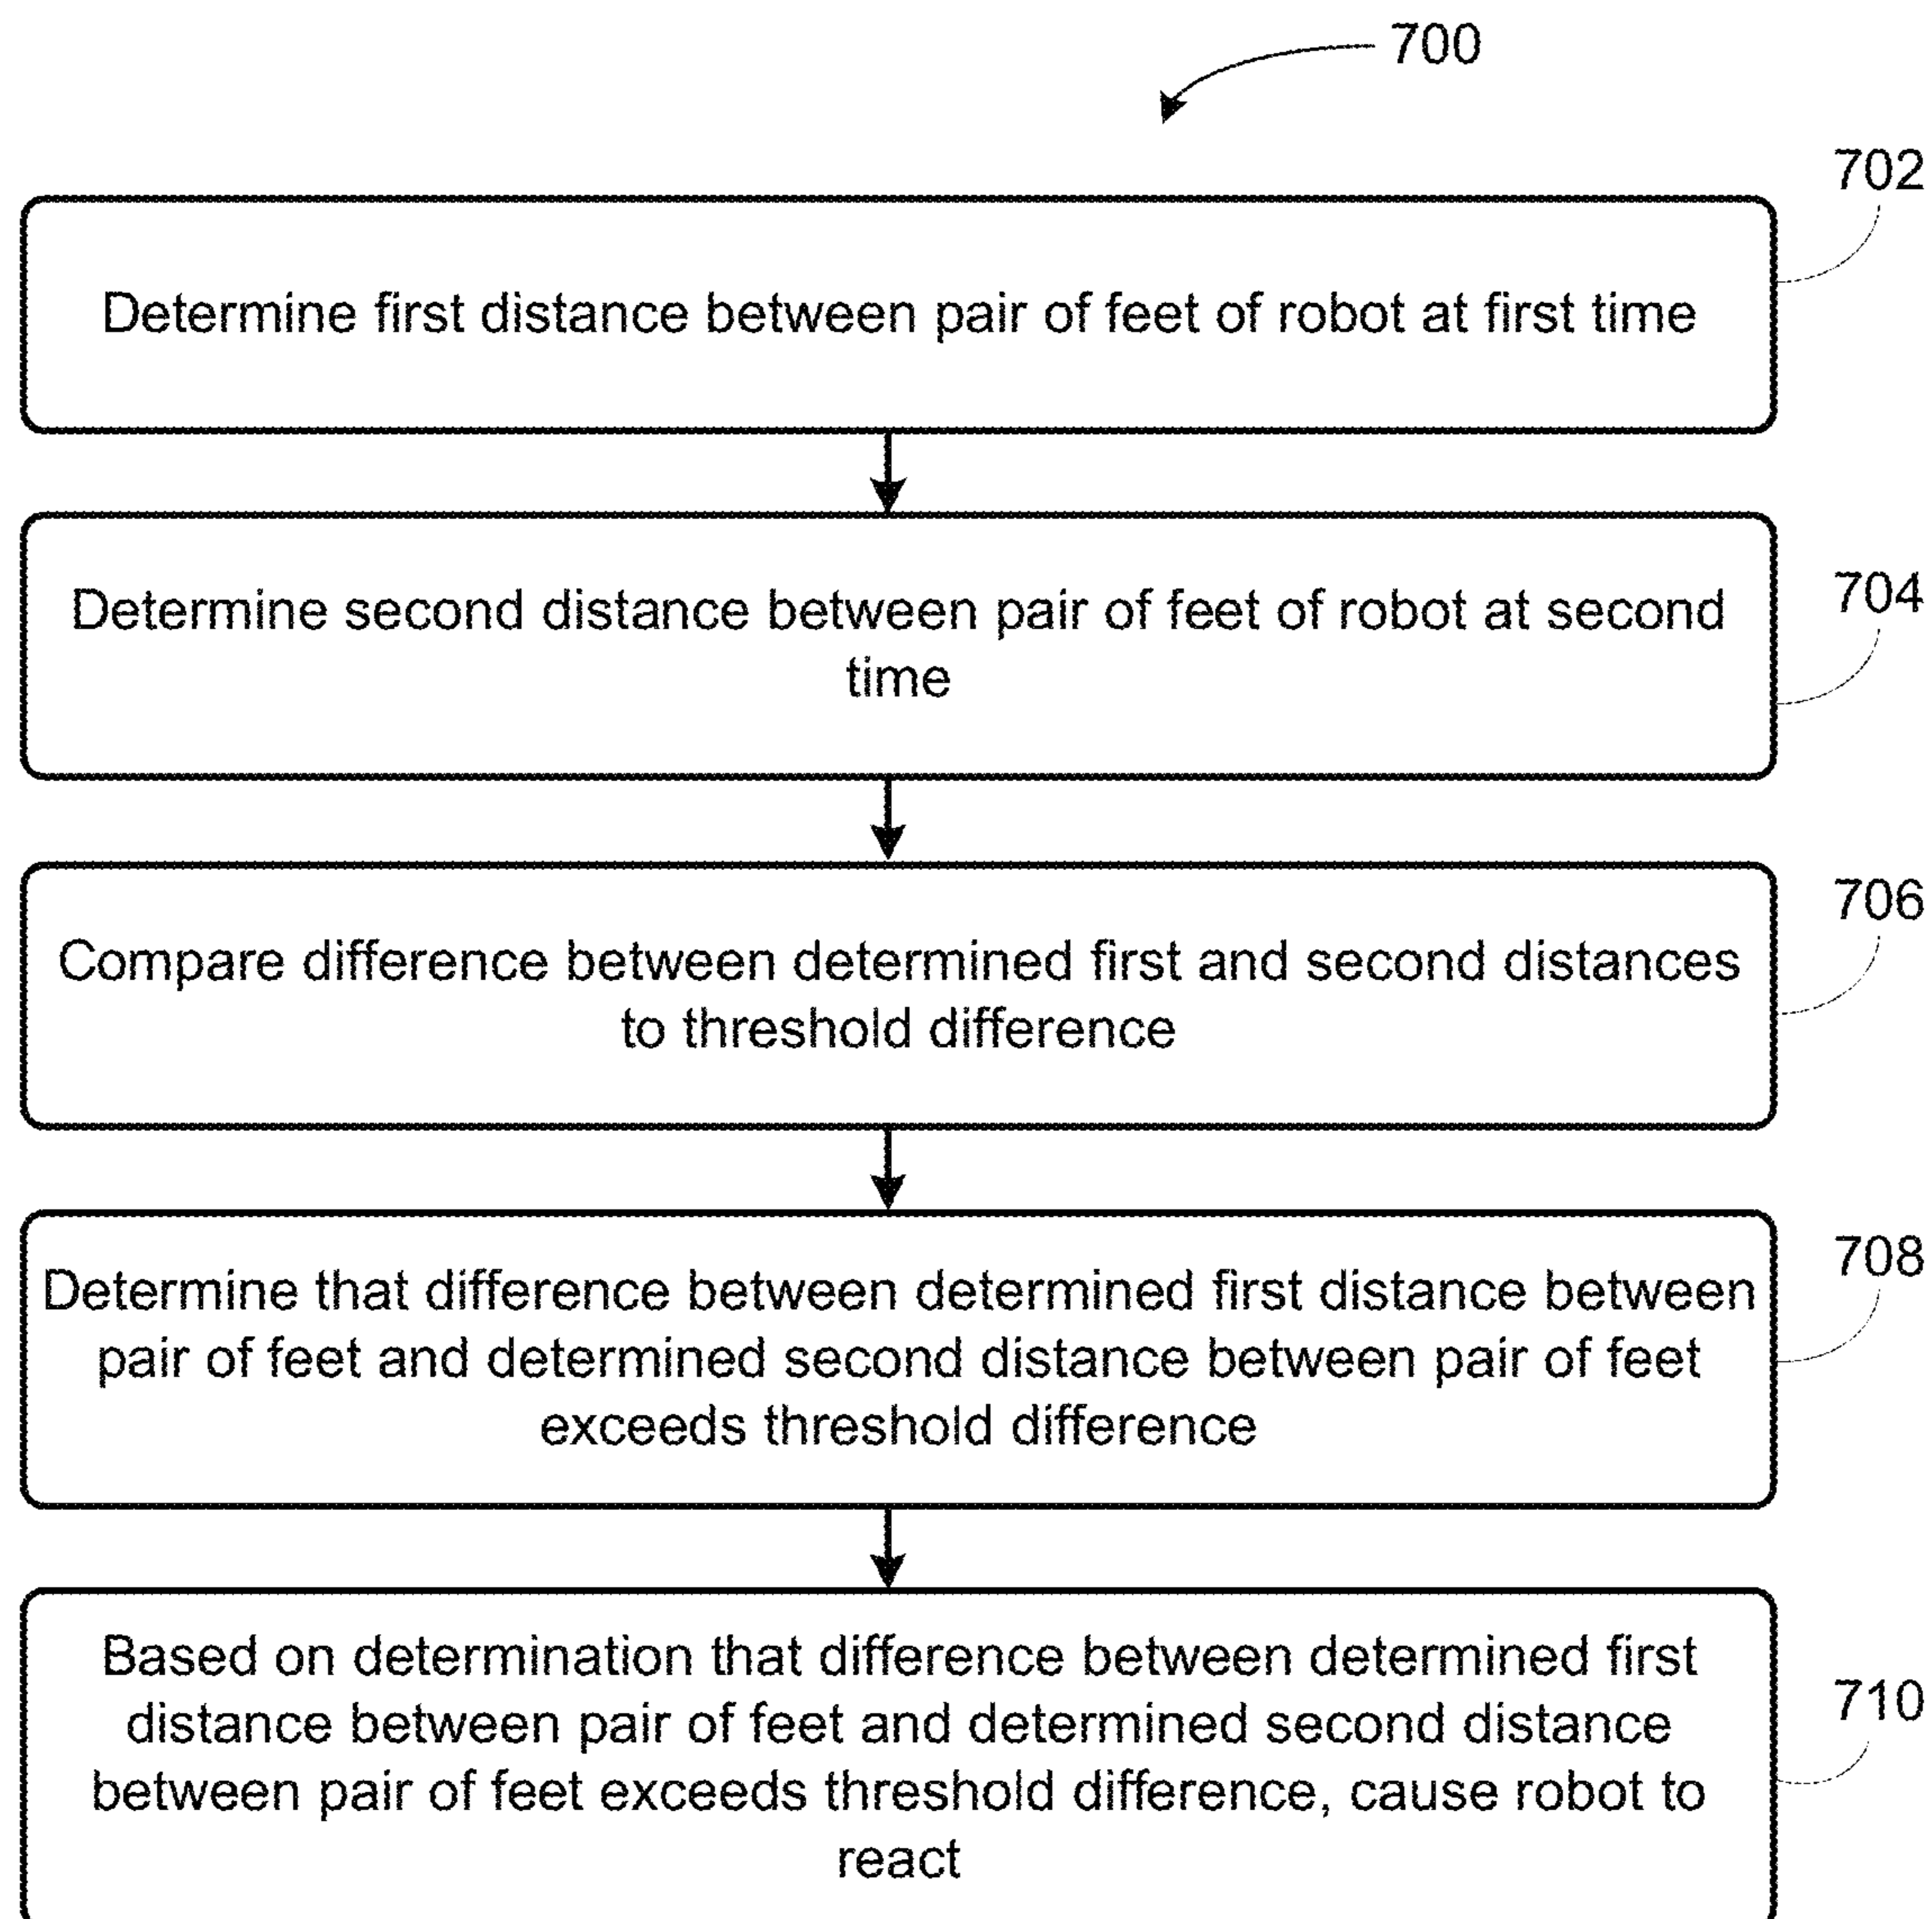 700
702
Determine first distance between pair of feet of robot at first time
704
Determine second distance between pair of feet of robot at second
time
706
Compare difference between determined first and second distances
to threshold difference
708
Determine that difference between determined first distance between
pair of feet and determined second distance between pair of feet
exceeds threshold difference
710
Based on determination that difference between determined first
distance between pair of feet and determined second distance
between pair of feet exceeds threshold difference, cause robot to
react